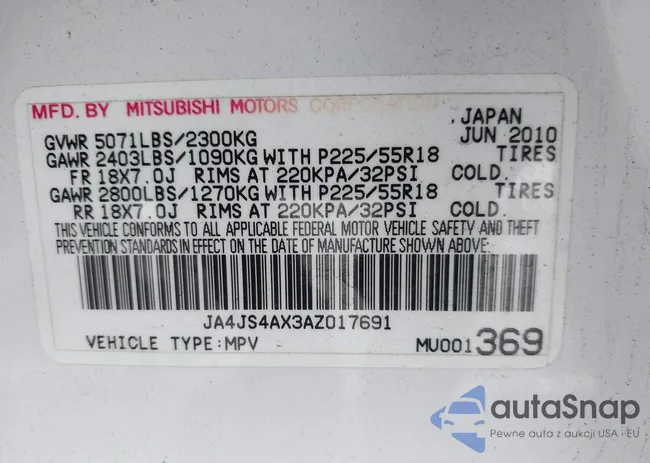 MFD. BY MITSUBISHI MOTORS CORPORATION
, JAPAN
GVWR 5071LBS/2300KG JUN 2010
GAWR 2403LBS/1090KG WITH P225/55R18 TIRES
FR 18X7.0J RIMS AT 220KPA/32PSI COLD.
GAWR 2800LBS/1270KG WITH P225/55R18 TIRES
RR 18X7.0J RIMS AT 220KPA/32PSI COLD.
THIS VEHICLE CONFORMS TO ALL APPLICABLE FEDERAL MOTOR VEHICLE SAFETY AND THEFT
PREVENTION STANDARDS IN EFFECT ON THE DATE OF MANUFACTURE SHOWN ABOVE:
JA4JS4AX3AZ017691
VEHICLE TYPE:MPV MU001369
autoSnap
Pewne auta z aukcji USA i EU